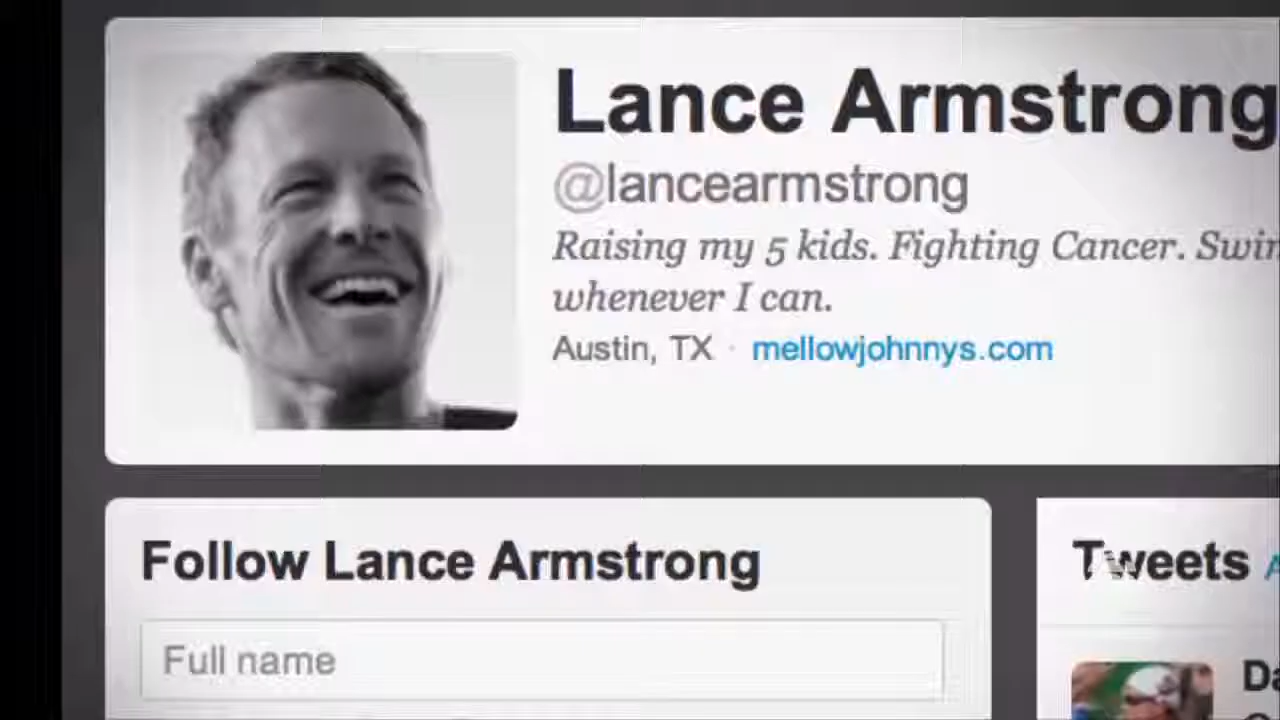 Lance Armstrong
@lancearmstrong
Raising my 5 kids. Fighting Cancer.
whenever I can.
Austin, TX · mellowjohnnys.com
Follow Lance Armstrong
Tweets
Full name